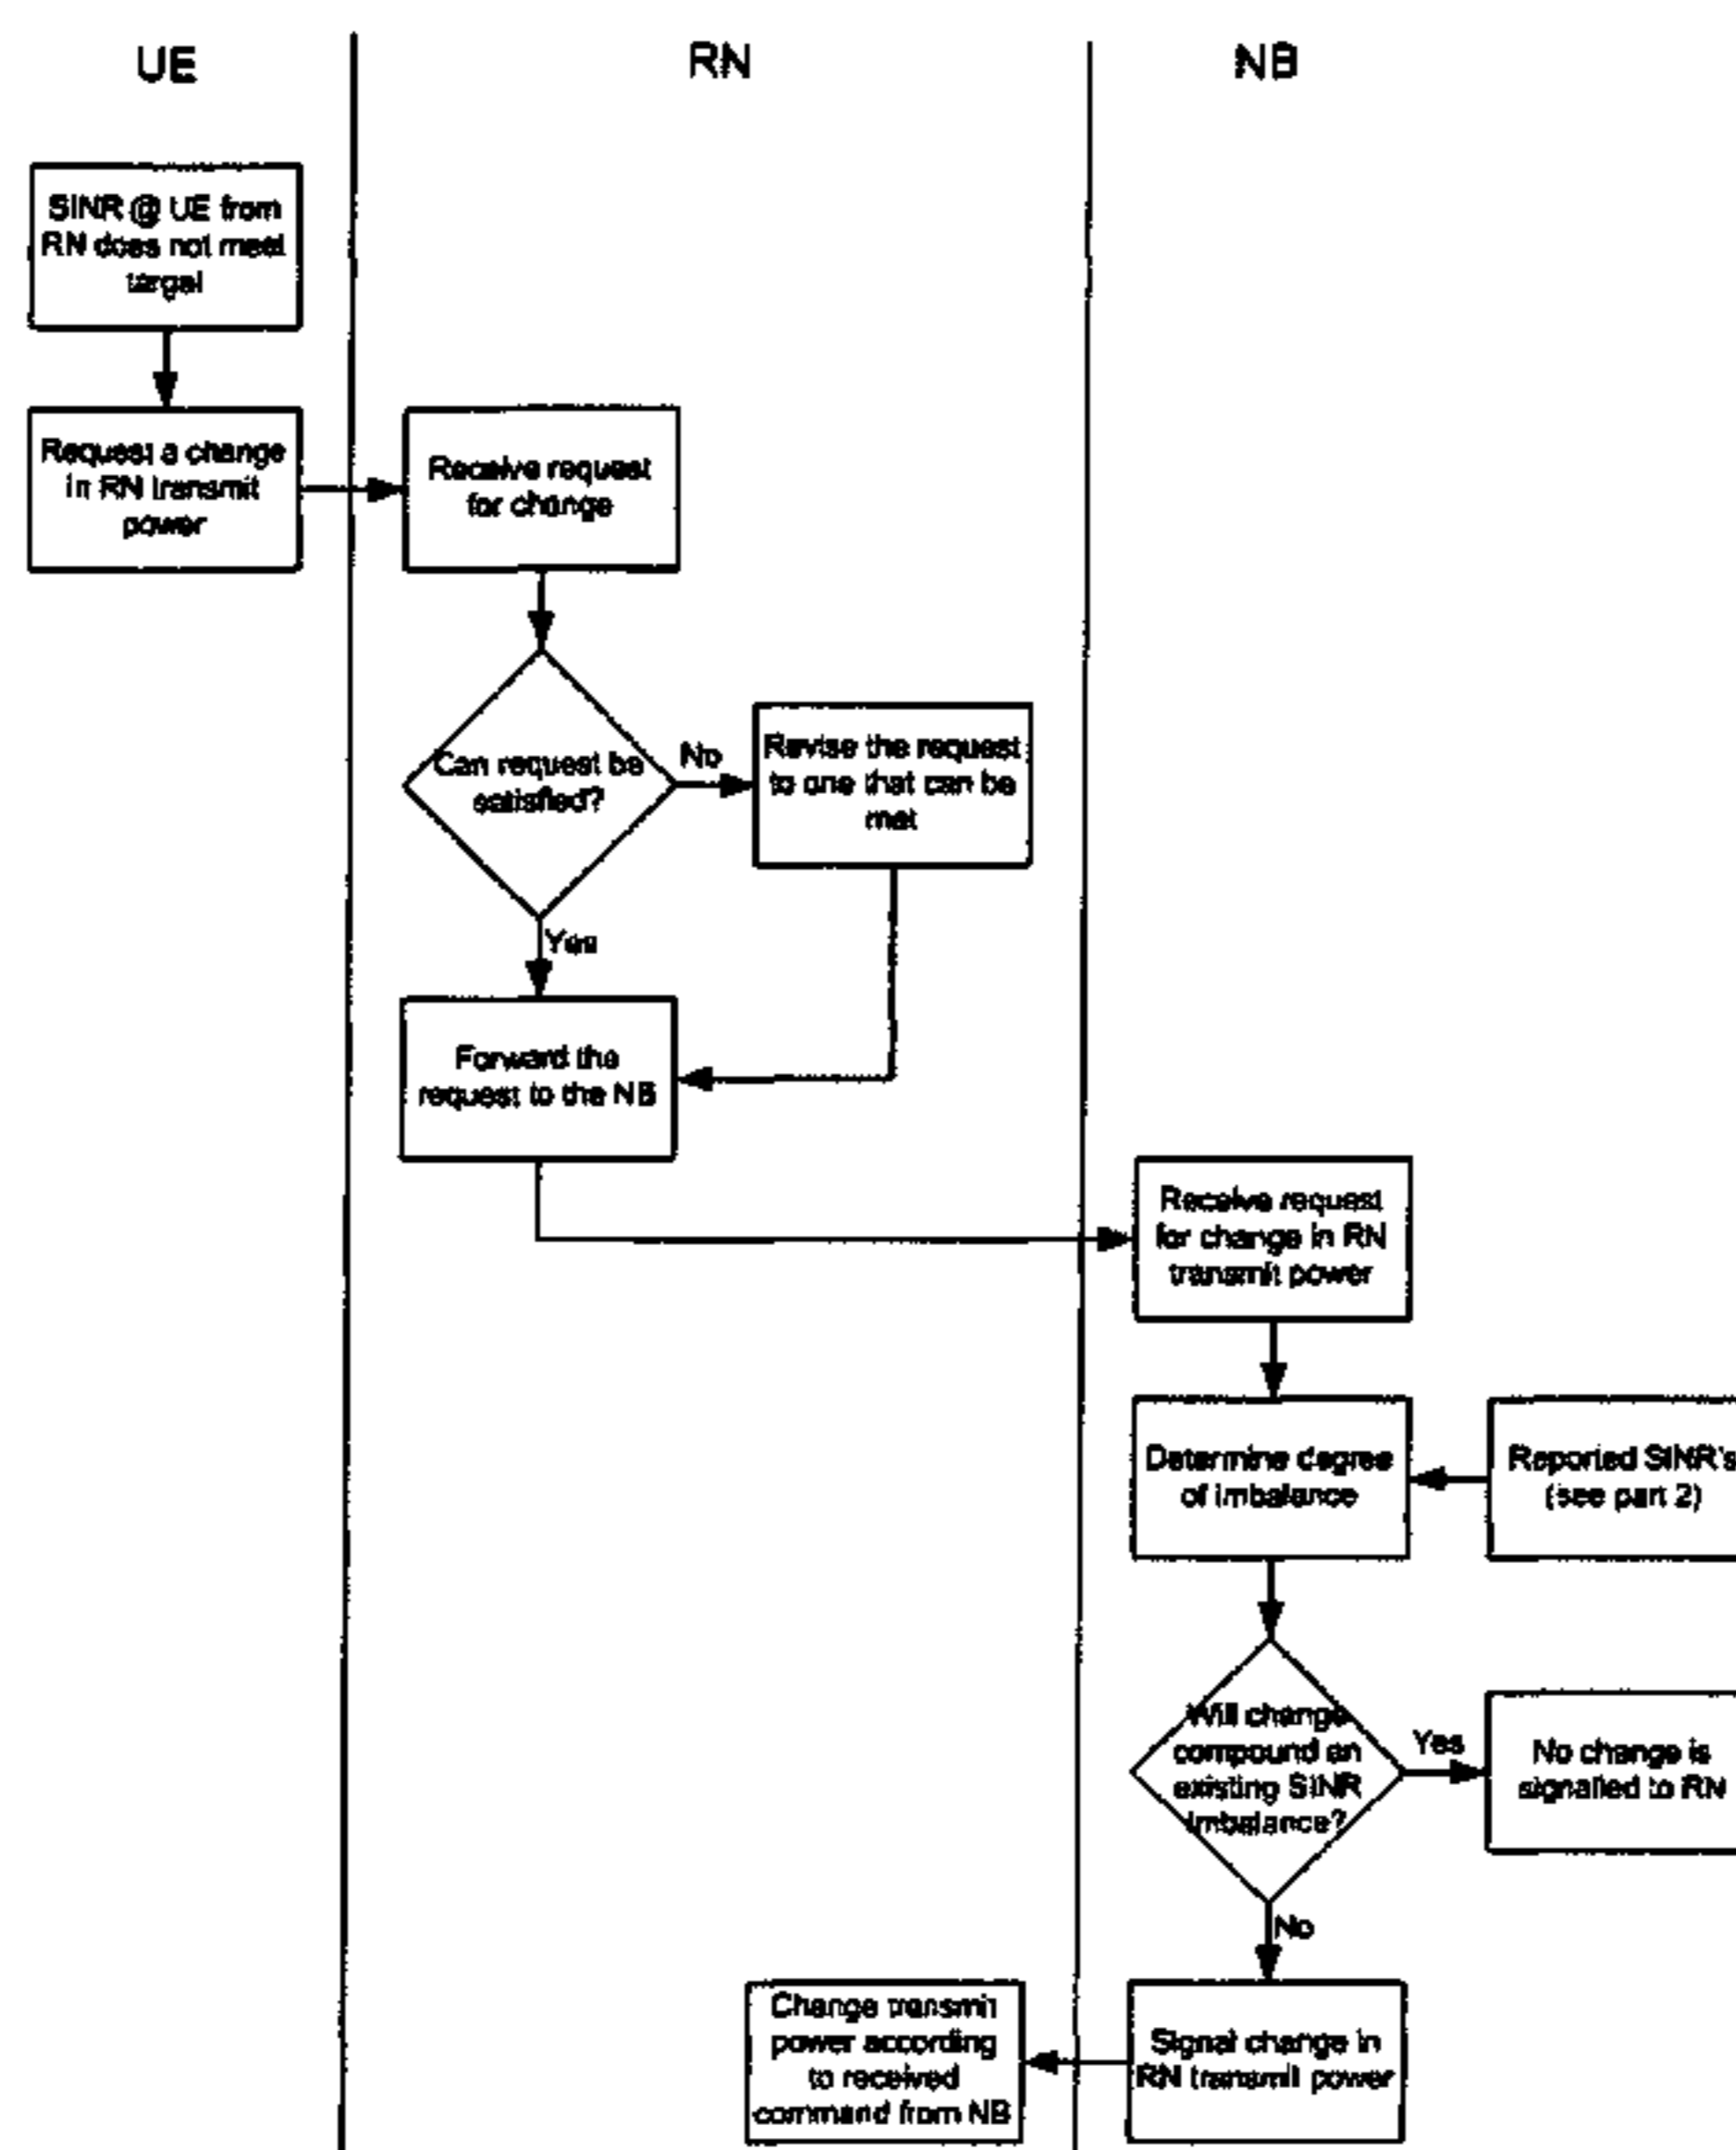 UE
RN
NB
SINR @ UE from
RN does not meet
target
Request a change
in RN transmit
power
Receive request
for change
Can request be
satisfied?
No
Revise the request
to one that can be
met
Yes
Forward the
request to the NB
Receive request
for change in RN
transmit power
Determine degree
of imbalance
Reported SINR's
(see part 2)
Will change
compound an
existing SINR
imbalance?
Yes
No change is
signalled to RN
No
Change transmit
power according
to received
command from NB
Signal change in
RN transmit power